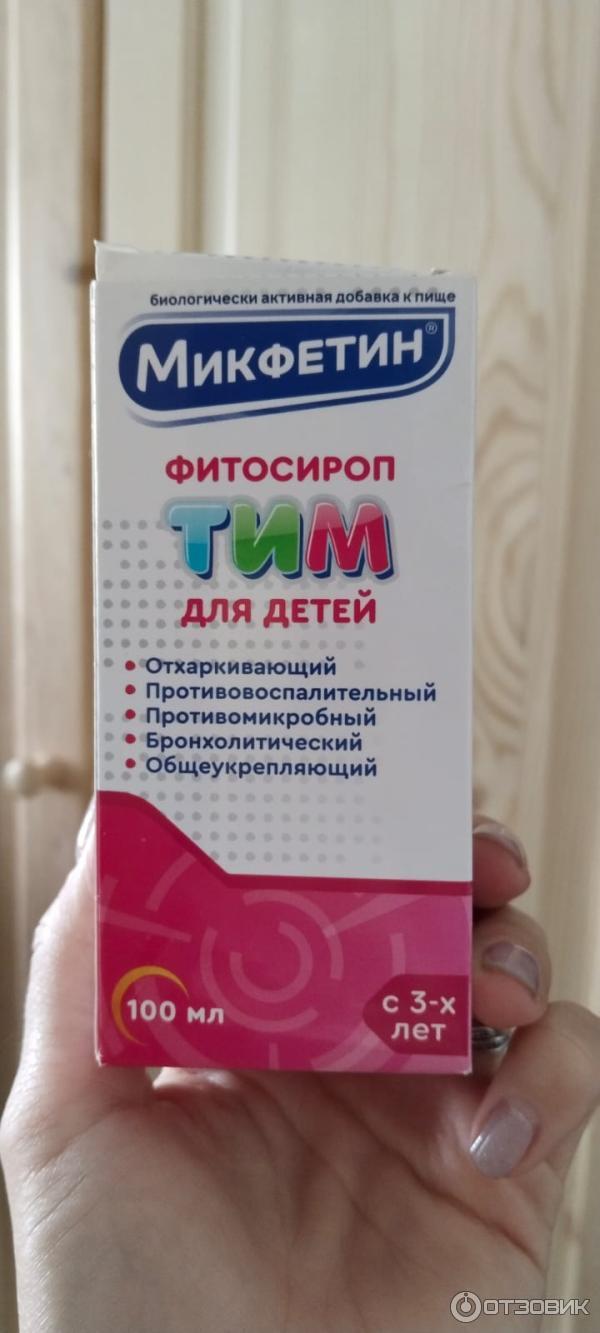 биологически активная добавка к пище
Микфетин®
ФИТОСИРОП
ТИМ
ДЛЯ ДЕТЕЙ
• Отхаркивающий
• Противовоспалительный
• Противомикробный
• Бронхолитический
• Общеукрепляющий
100 мл
с 3-х
лет
ОТЗОВИК